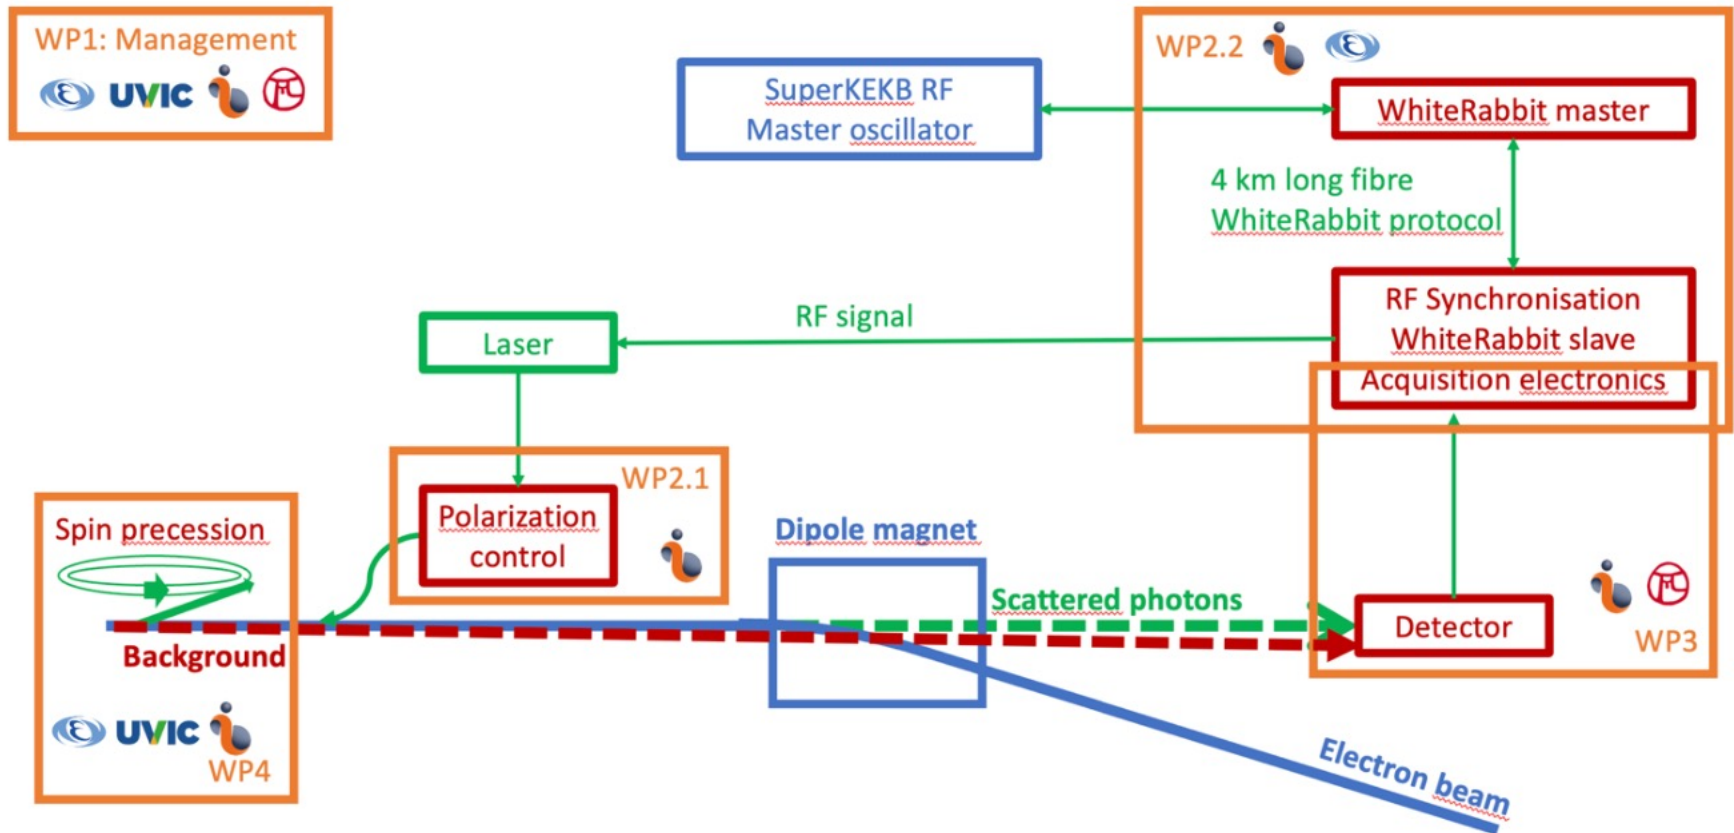 WP1: Management
UVIC
SuperKEKB RF
Master oscillator
WP2.2
WhiteRabbit master
4 km long fibre
WhiteRabbit protocol
RF Synchronisation
WhiteRabbit slave
Acquisition electronics
RF signal
Laser
WP2.1
Polarization
control
Spin precession
Background
UVIC
WP4
Dipole magnet
Scattered photons
Detector
WP3
Electron beam